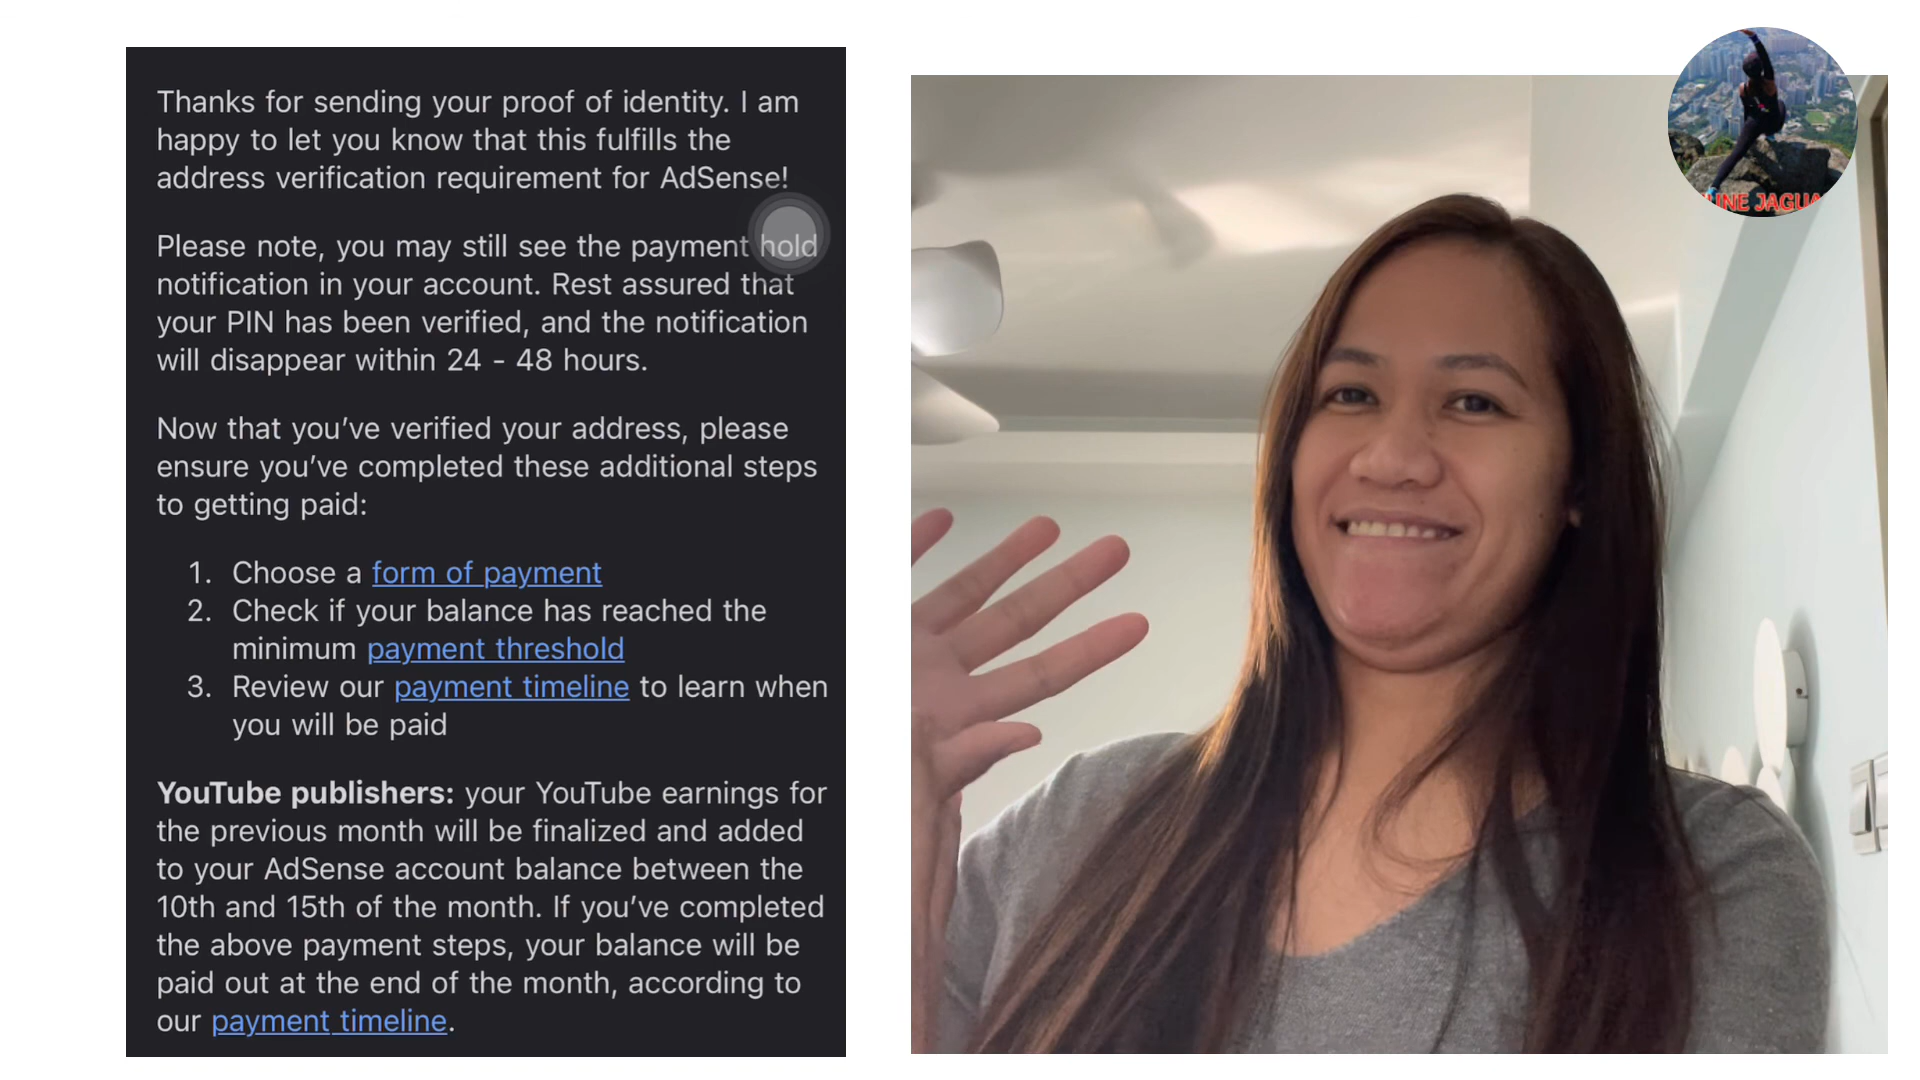 Thanks for sending your proof of identity. I am
happy to let you know that this fulfills the
address verification requirement for AdSense!
Please note, you may still see the payment hold
notification in your account. Rest assured that
your PIN has been verified, and the notification
will disappear within 24 - 48 hours.
Now that you’ve verified your address, please
ensure you’ve completed these additional steps
to getting paid:
1. Choose a form of payment
2. Check if your balance has reached the
minimum payment threshold
3. Review our payment timeline to learn when
you will be paid
YouTube publishers: your YouTube earnings for
the previous month will be finalized and added
to your AdSense account balance between the
10th and 15th of the month. If you’ve completed
the above payment steps, your balance will be
paid out at the end of the month, according to
our payment timeline.